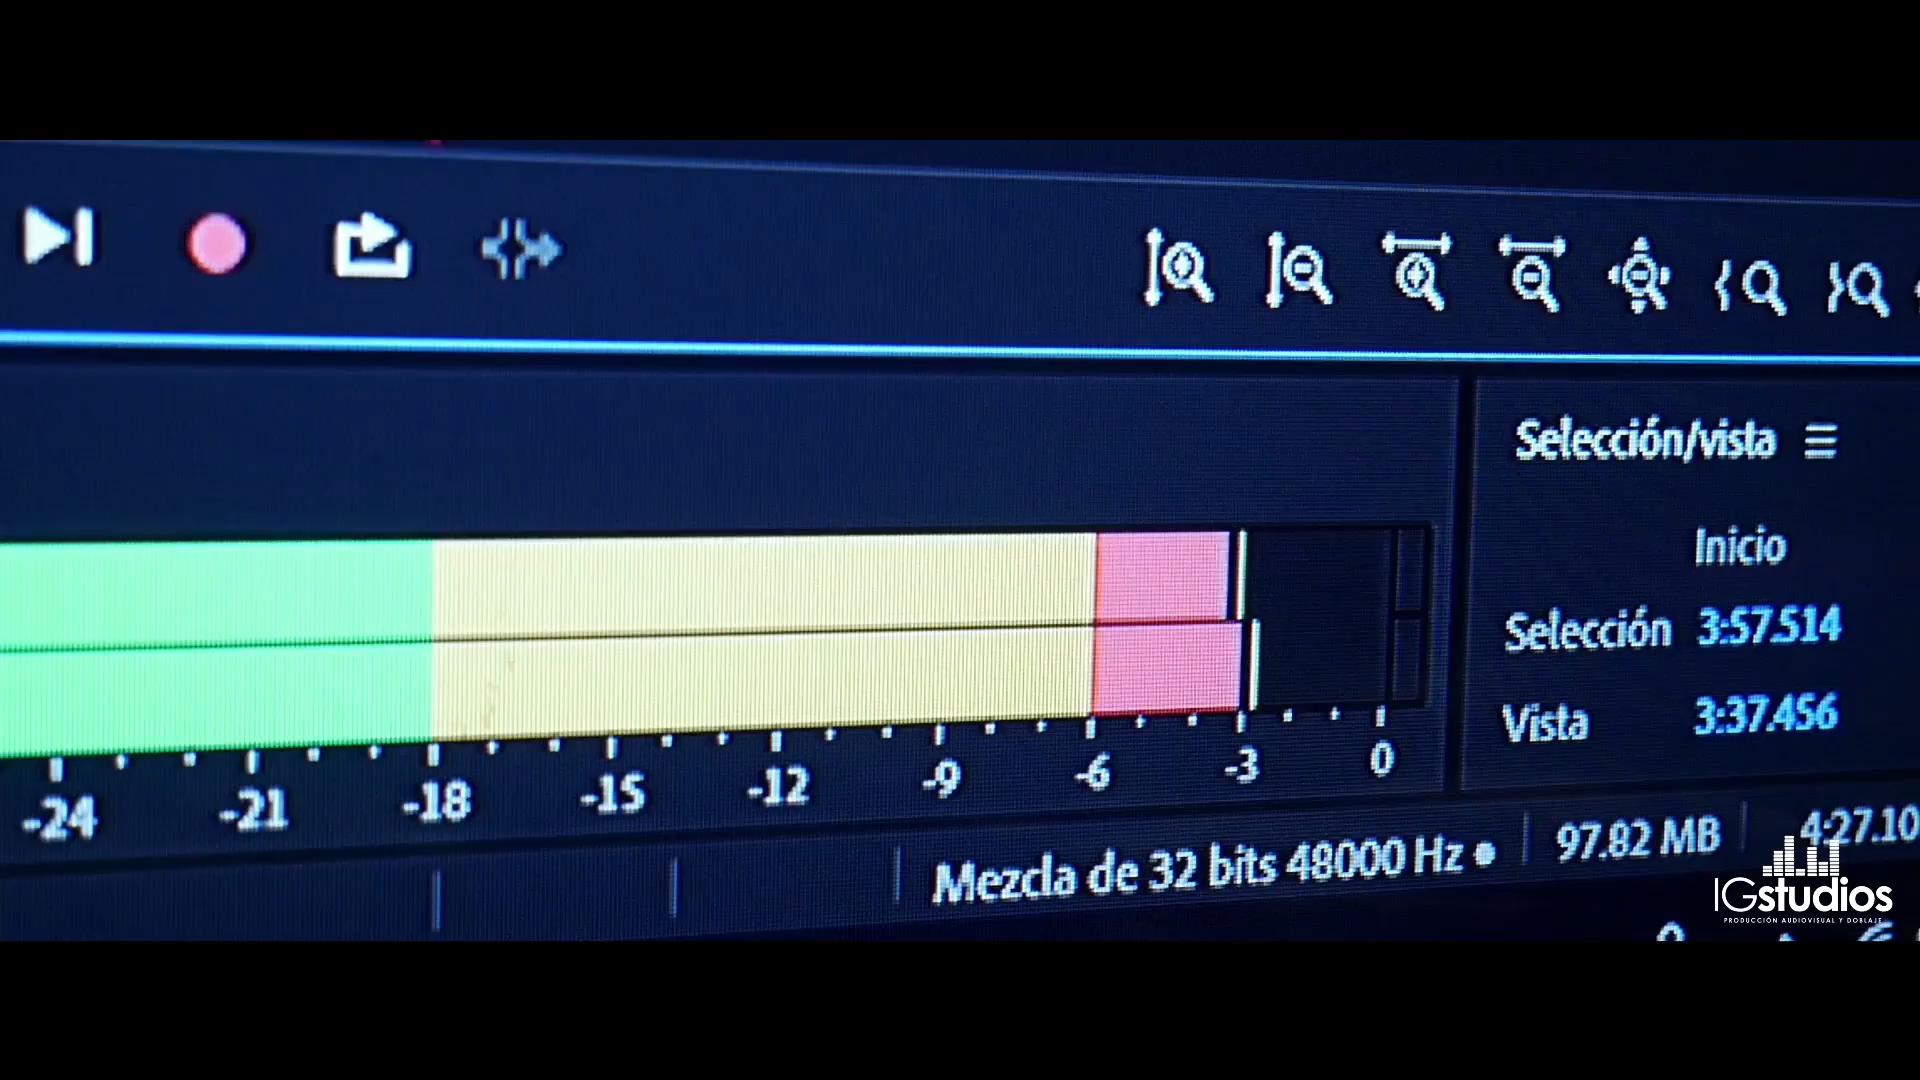 Selección/vista
Inicio
Selección 3:57.514
Vista 3:37.456
-24 -21 -18 -15 -12 -9 -6 -3 0
Mezcla de 32 bits 48000 Hz • 97.82 MB 4:27.10
IGstudios
PRODUCCIÓN AUDIOVISUAL Y DOBLAJE